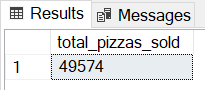 Results Messages
total_pizzas_sold
1 49574